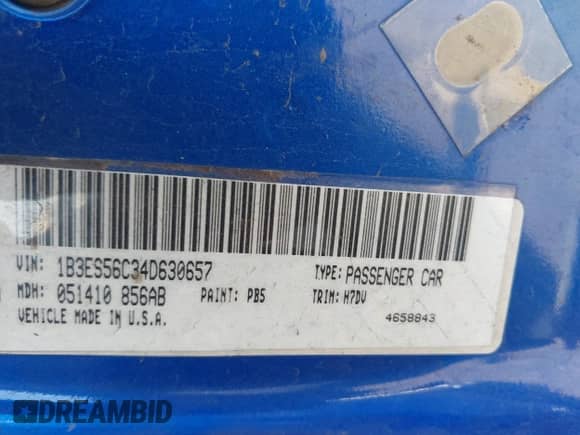 VIN: 1B3ES56C34D630657 TYPE: PASSENGER CAR
MDH: 051410 856AB PAINT: PB5 TRIM: H7DV
VEHICLE MADE IN U.S.A. 4658843
DREAMBID